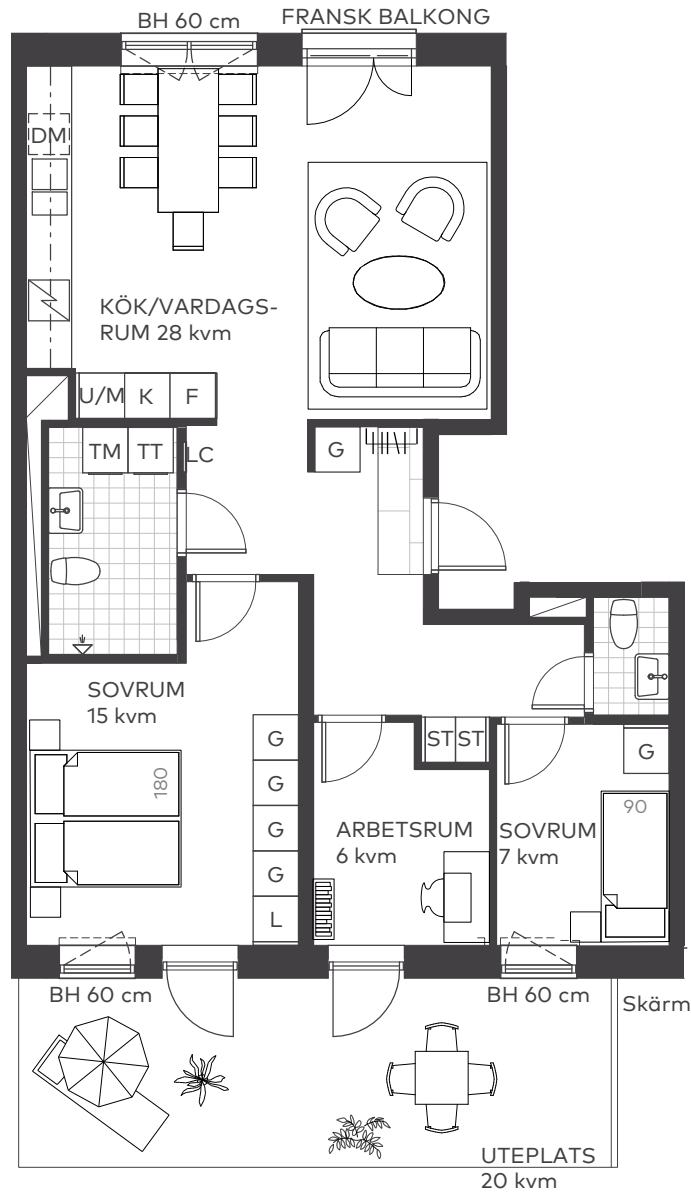 BH 60 cm
FRANSK BALKONG
DM
KÖK/VARDAGS-
RUM 28 kvm
U/M
K
F
TM
TT
LC
G
SOVRUM
15 kvm
180
G
G
G
G
L
ST
ST
G
ARBETSRUM
6 kvm
SOVRUM
7 kvm
90
BH 60 cm
BH 60 cm
Skärm
UTEPLATS
20 kvm